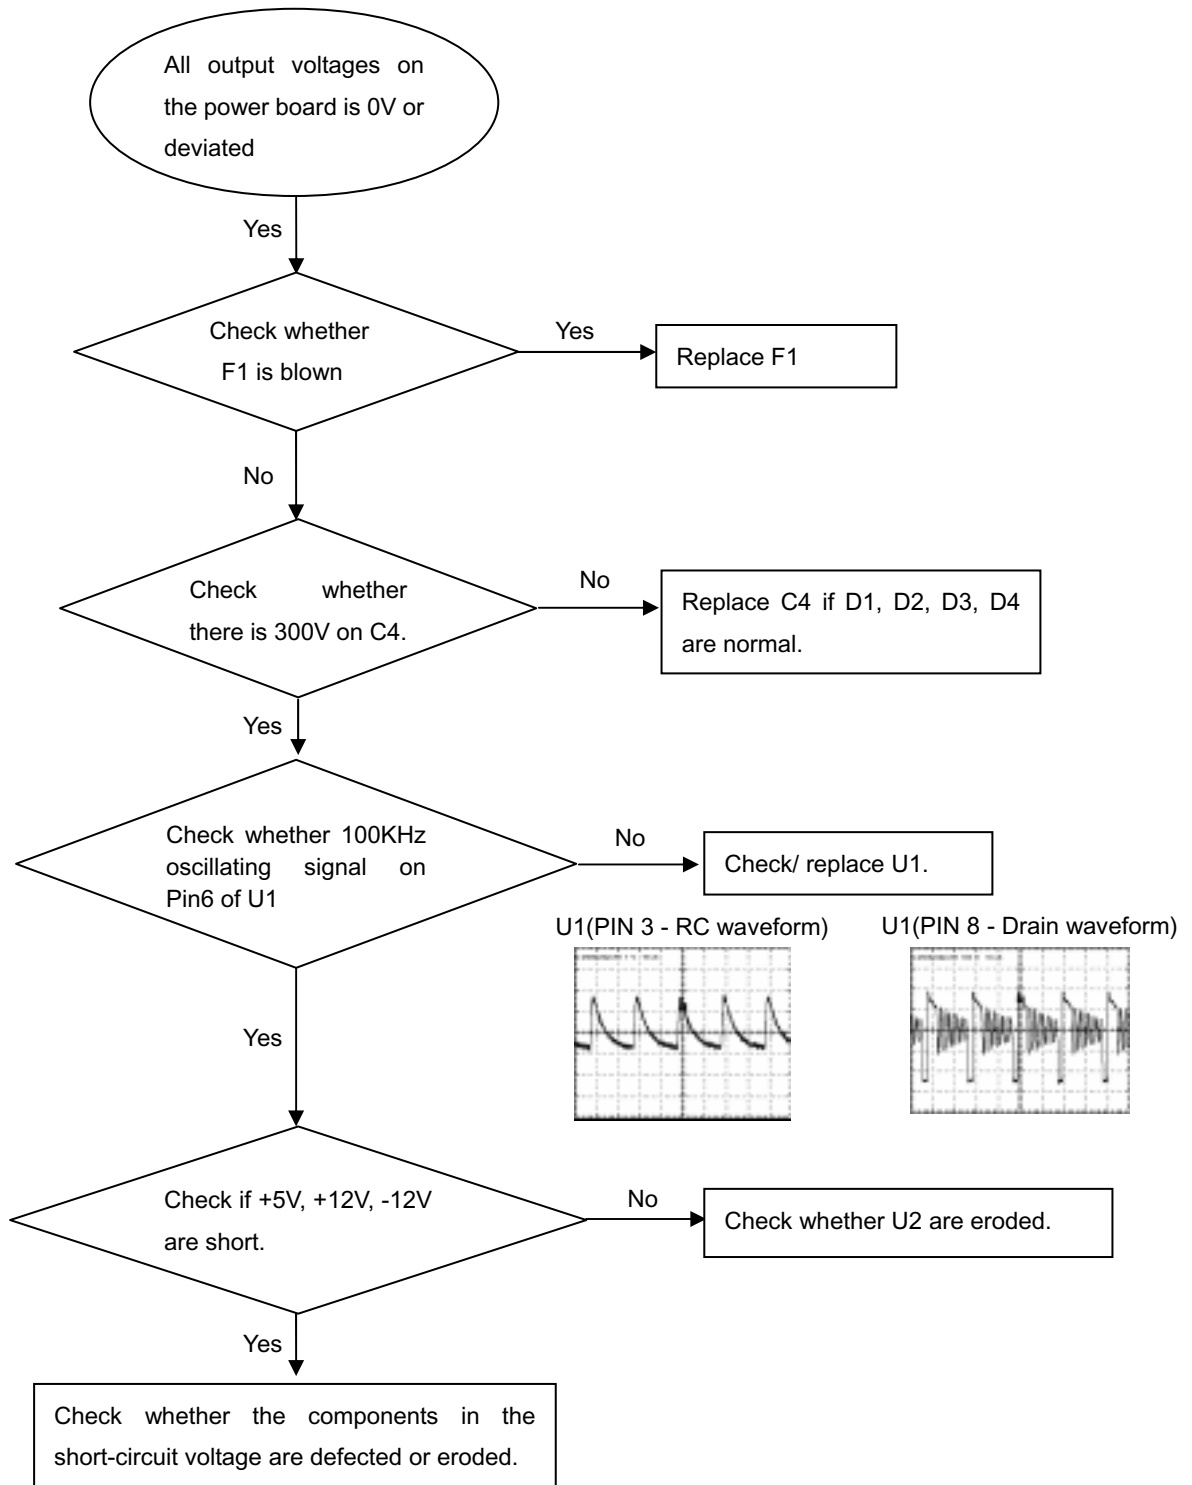 All output voltages on
the power board is 0V or
deviated
Yes
Check whether
F1 is blown
Yes
Replace F1
No
Check whether
there is 300V on C4.
No
Replace C4 if D1, D2, D3, D4
are normal.
Yes
Check whether 100KHz
oscillating signal on
Pin6 of U1
No
Check/ replace U1.
U1(PIN 3 - RC waveform)
U1(PIN 8 - Drain waveform)
Yes
Check if +5V, +12V, -12V
are short.
No
Check whether U2 are eroded.
Yes
Check whether the components in the
short-circuit voltage are defected or eroded.